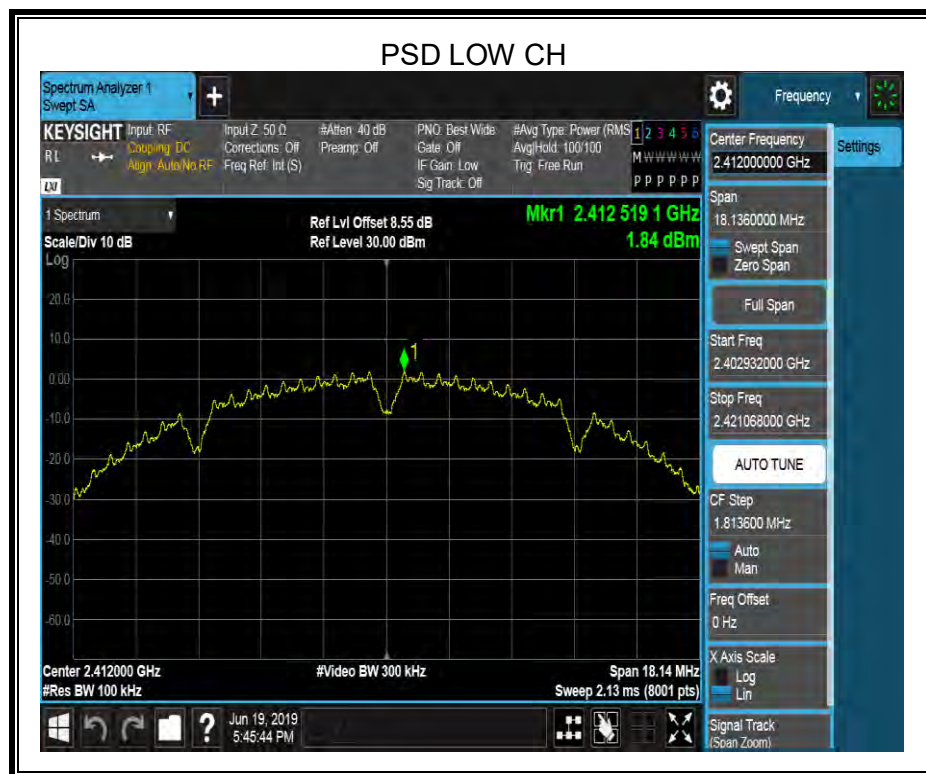 PSD LOW CH
Spectrum Analyzer 1
Swept SA
+
Frequency
KEYSIGHT
RL
LXI
Input: RF
Coupling: DC
Align: Auto/No RF
Input Z: 50 Ω
Corrections: Off
Freq Ref: Int (S)
#Atten: 40 dB
Preamp: Off
PNO: Best Wide
Gate: Off
IF Gain: Low
Sig Track: Off
#Avg Type: Power (RMS
Avg|Hold: 100/100
Trig: Free Run
1 2 3 4 5 6
M W W W W W
P P P P P P
1 Spectrum
Scale/Div 10 dB
Ref Lvl Offset 8.55 dB
Ref Level 30.00 dBm
Mkr1 2.412 519 1 GHz
1.84 dBm
Log
20.0
10.0
0.00
-10.0
-20.0
-30.0
-40.0
-50.0
-60.0
1
Center 2.412000 GHz
#Res BW 100 kHz
#Video BW 300 kHz
Span 18.14 MHz
Sweep 2.13 ms (8001 pts)
Center Frequency
2.412000000 GHz
Settings
Span
18.1360000 MHz
Swept Span
Zero Span
Full Span
Start Freq
2.402932000 GHz
Stop Freq
2.421068000 GHz
AUTO TUNE
CF Step
1.813600 MHz
Auto
Man
Freq Offset
0 Hz
X Axis Scale
Log
Lin
Signal Track
(Span Zoom)
?
Jun 19, 2019
5:45:44 PM